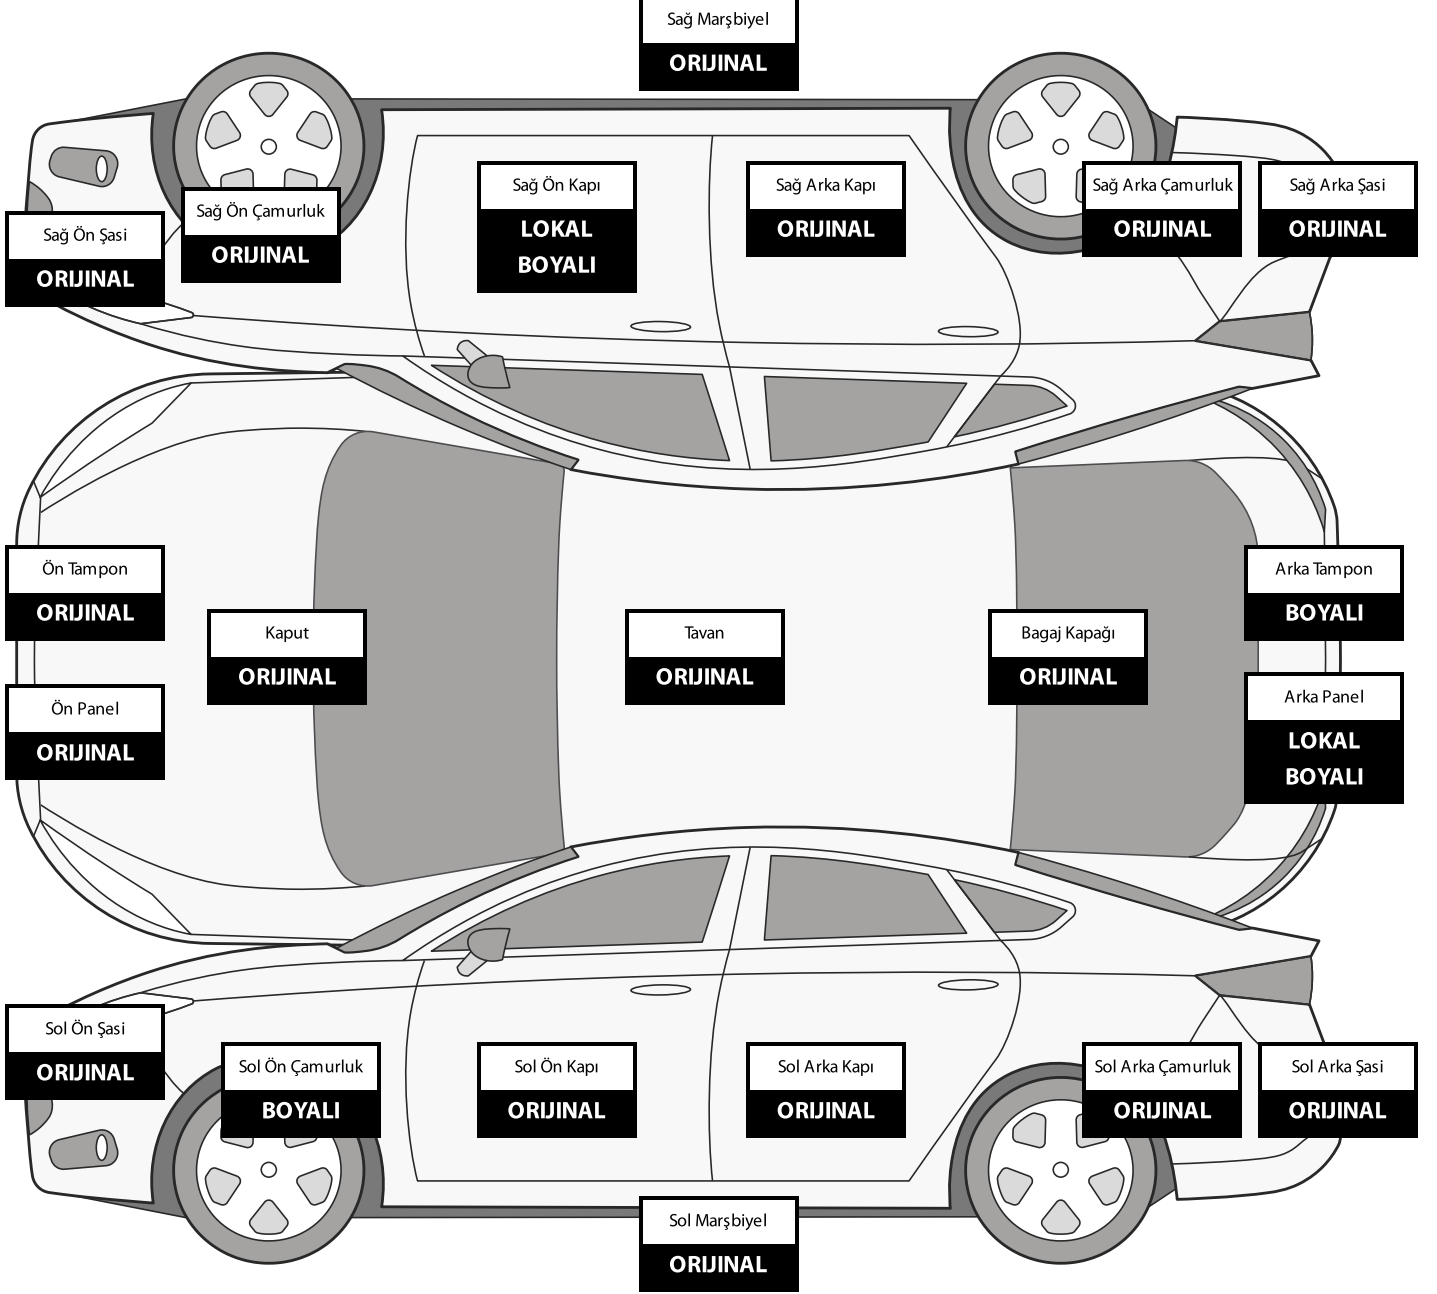 Sağ Marşbiyel
ORIJINAL
Sağ Ön Kapı
LOKAL
BOYALI
Sağ Arka Kapı
ORIJINAL
Sağ Arka Çamurluk
ORIJINAL
Sağ Arka Şasi
ORIJINAL
Sağ Ön Çamurluk
ORIJINAL
Sağ Ön Şasi
ORIJINAL
Ön Tampon
ORIJINAL
Arka Tampon
BOYALI
Kaput
ORIJINAL
Tavan
ORIJINAL
Bagaj Kapağı
ORIJINAL
Ön Panel
ORIJINAL
Arka Panel
LOKAL
BOYALI
Sol Ön Şasi
ORIJINAL
Sol Ön Çamurluk
BOYALI
Sol Ön Kapı
ORIJINAL
Sol Arka Kapı
ORIJINAL
Sol Arka Çamurluk
ORIJINAL
Sol Arka Şasi
ORIJINAL
Sol Marşbiyel
ORIJINAL